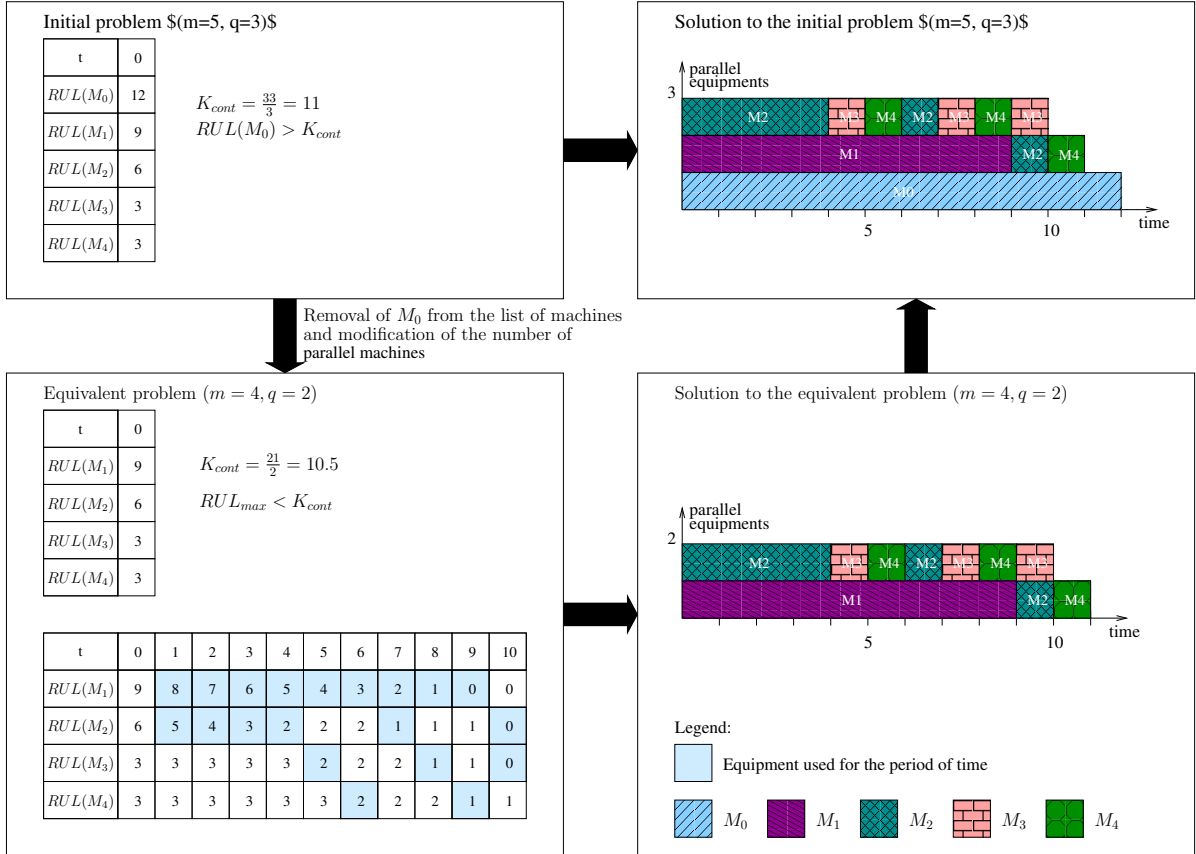 Initial problem $(m=5, q=3)$
t 0
RUL(M₀) 12
RUL(M₁) 9
RUL(M₂) 6
RUL(M₃) 3
RUL(M₄) 3
K_cont = 33/3 = 11
RUL(M₀) > K_cont
Solution to the initial problem $(m=5, q=3)$
parallel
equipments
3
M2 M3 M4 M2 M3 M4 M3
M1 M2 M4
M0
5 10 time
Removal of M₀ from the list of machines
and modification of the number of
parallel machines
Equivalent problem (m = 4, q = 2)
t 0
RUL(M₁) 9
RUL(M₂) 6
RUL(M₃) 3
RUL(M₄) 3
K_cont = 21/2 = 10.5
RUL_max < K_cont
t 0 1 2 3 4 5 6 7 8 9 10
RUL(M₁) 9 8 7 6 5 4 3 2 1 0 0
RUL(M₂) 6 5 4 3 2 2 2 1 1 1 0
RUL(M₃) 3 3 3 3 3 2 2 2 1 1 0
RUL(M₄) 3 3 3 3 3 3 2 2 2 1 1
Solution to the equivalent problem (m = 4, q = 2)
parallel
equipments
2
M2 M3 M4 M2 M3 M4 M3
M1 M2 M4
5 10 time
Legend:
Equipment used for the period of time
M₀ M₁ M₂ M₃ M₄